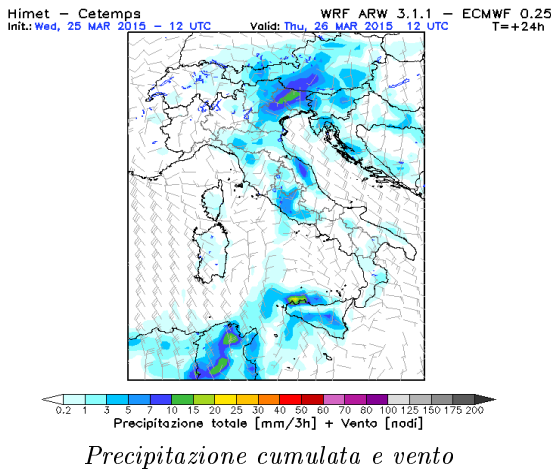 Himet – Cetemps WRF ARW 3.1.1 – ECMWF 0.25
Init.: Wed, 25 MAR 2015 – 12 UTC Valid: Thu, 26 MAR 2015 12 UTC T=+24h
0.2 1 3 5 7 10 15 20 25 30 40 50 60 70 80 100 125 150 175 200
Precipitazione totale [mm/3h] + Vento [nodi]
Precipitazione cumulata e vento